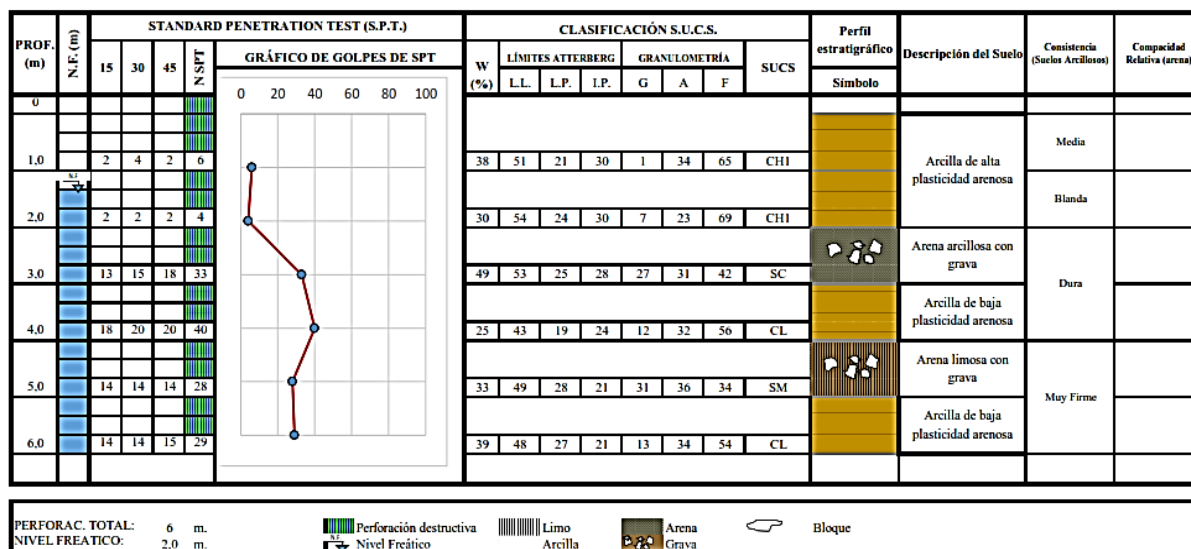 STANDARD PENETRATION TEST (S.P.T.) CLASIFICACIÓN S.U.C.S.
PROF. (m) N.F. (m) 15 30 45 N SPT GRÁFICO DE GOLPES DE SPT W (%) LÍMITES ATTERBERG GRANULOMETRÍA SUCS Perfil estratigráfico Descripción del Suelo Consistencia (Suelos Arcillosos) Compacidad Relativa (arena)
L.L. L.P. I.P. G A F Símbolo
0 20 40 60 80 100
0
1,0 2 4 2 6 38 51 21 30 1 34 65 CH1 Arcilla de alta plasticidad arenosa Media
N.F
2,0 2 2 2 4 30 54 24 30 7 23 69 CH1 Blanda
3,0 13 15 18 33 49 53 25 28 27 31 42 SC Arena arcillosa con grava Dura
4,0 18 20 20 40 25 43 19 24 12 32 56 CL Arcilla de baja plasticidad arenosa
5,0 14 14 14 28 33 49 28 21 31 36 34 SM Arena limosa con grava Muy Firme
6,0 14 14 15 29 39 48 27 21 13 34 54 CL Arcilla de baja plasticidad arenosa
PERFORAC. TOTAL: 6 m. Perforación destructiva Limo Arena Bloque
NIVEL FREATICO: 2,0 m. N.F Nivel Freático Arcilla Grava